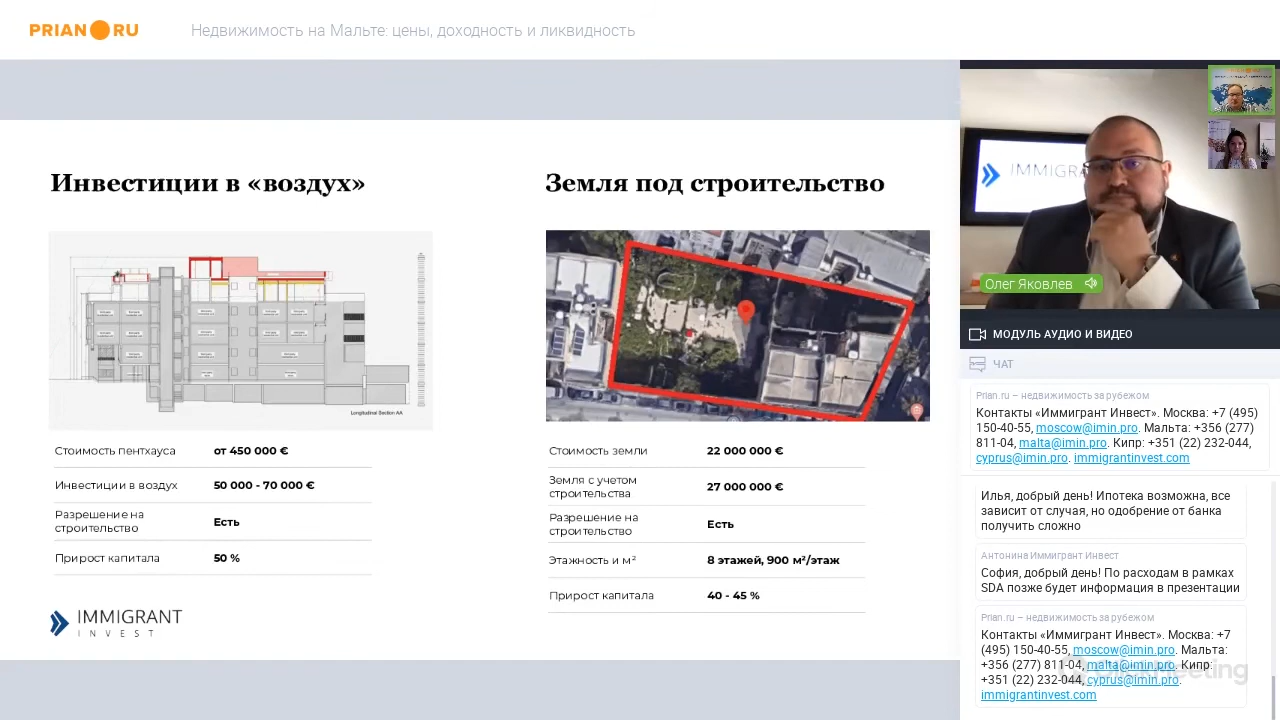 PRIAN RU
Недвижимость на Мальте: цены, доходность и ликвидность
Инвестиции в «воздух»
Longitudinal Section AA
Стоимость пентхауса
от 450 000 €
Инвестиции в воздух
50 000 - 70 000 €
Разрешение на
строительство
Есть
Прирост капитала
50 %
IMMIGRANT
INVEST
Земля под строительство
Стоимость земли
22 000 000 €
Земля с учетом
строительства
27 000 000 €
Разрешение на
строительство
Есть
Этажность и м²
8 этажей, 900 м²/этаж
Прирост капитала
40 - 45 %
IMMIGRA
Олег Яковлев
МОДУЛЬ АУДИО И ВИДЕО
ЧАТ
Prian.ru – недвижимость за рубежом
Контакты «Иммигрант Инвест». Москва: +7 (495)
150-40-55, moscow@imin.pro. Мальта: +356 (277)
811-04, malta@imin.pro. Кипр: +351 (22) 232-044,
cyprus@imin.pro. immigrantinvest.com
Илья, добрый день! Ипотека возможна, все
зависит от случая, но одобрение от банка
получить сложно
Антонина Иммигрант Инвест
София, добрый день! По расходам в рамках
SDA позже будет информация в презентации
Prian.ru – недвижимость за рубежом
Контакты «Иммигрант Инвест». Москва: +7
(495) 150-40-55, moscow@imin.pro. Мальта:
+356 (277) 811-04, malta@imin.pro. Кипр:
+351 (22) 232-044, cyprus@imin.pro.
immigrantinvest.com
ClickMeeting